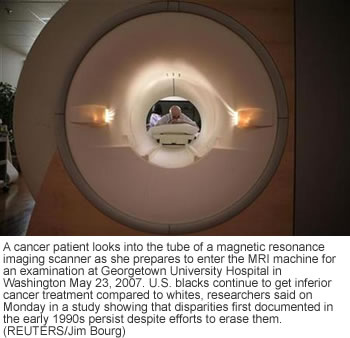 A cancer patient looks into the tube of a magnetic resonance
imaging scanner as she prepares to enter the MRI machine for
an examination at Georgetown University Hospital in
Washington May 23, 2007. U.S. blacks continue to get inferior
cancer treatment compared to whites, researchers said on
Monday in a study showing that disparities first documented in
the early 1990s persist despite efforts to erase them.
(REUTERS/Jim Bourg)